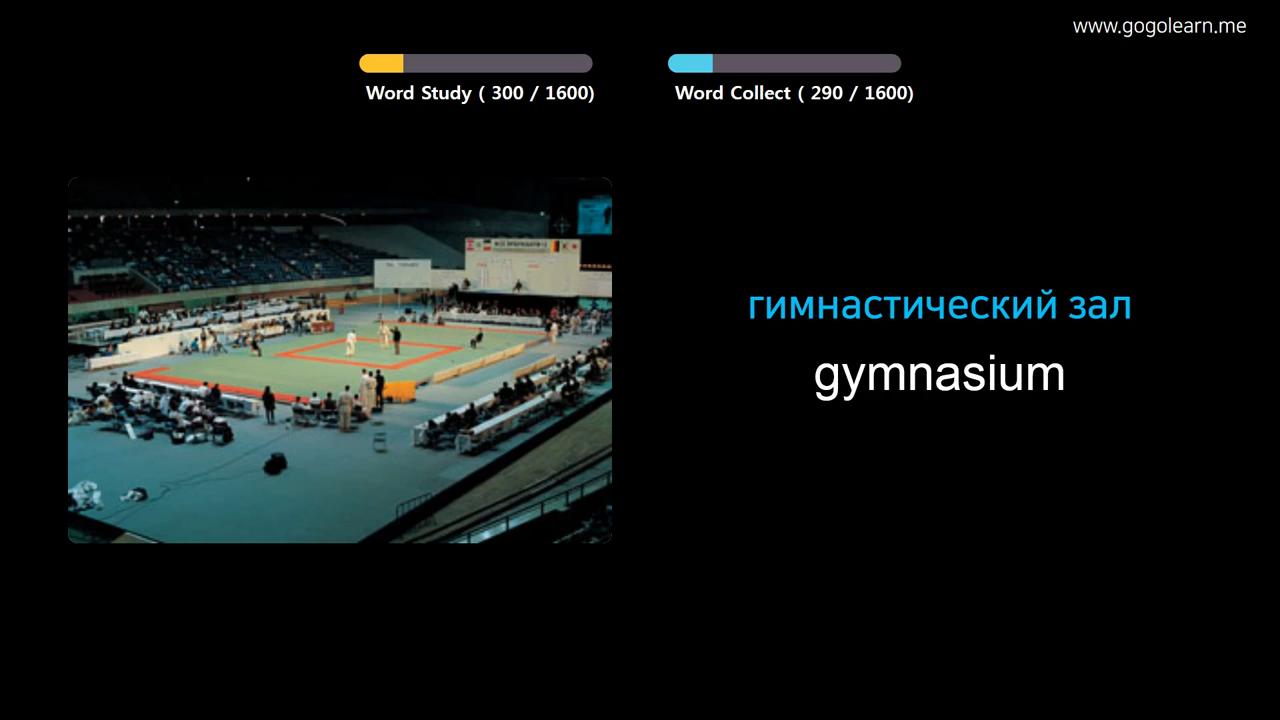 www.gogolearn.me
Word Study ( 300 / 1600)
Word Collect ( 290 / 1600)
гимнастический зал
gymnasium